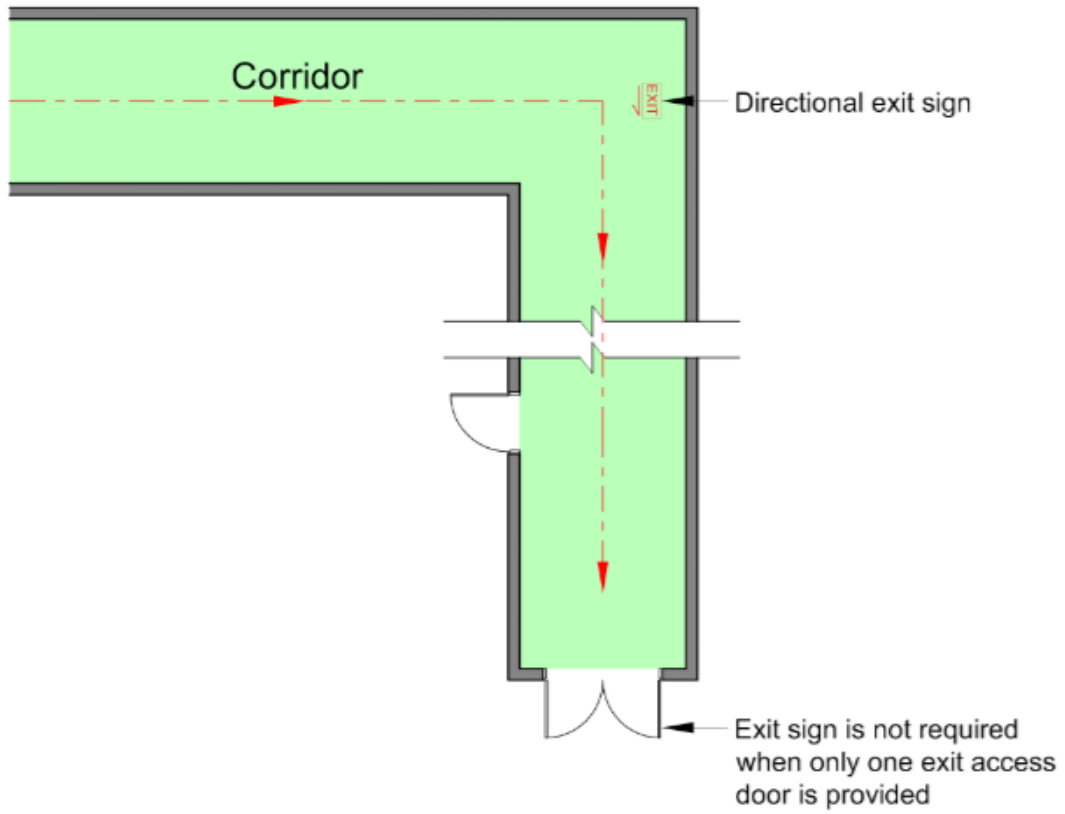 Corridor
EXIT
Directional exit sign
Exit sign is not required
when only one exit access
door is provided